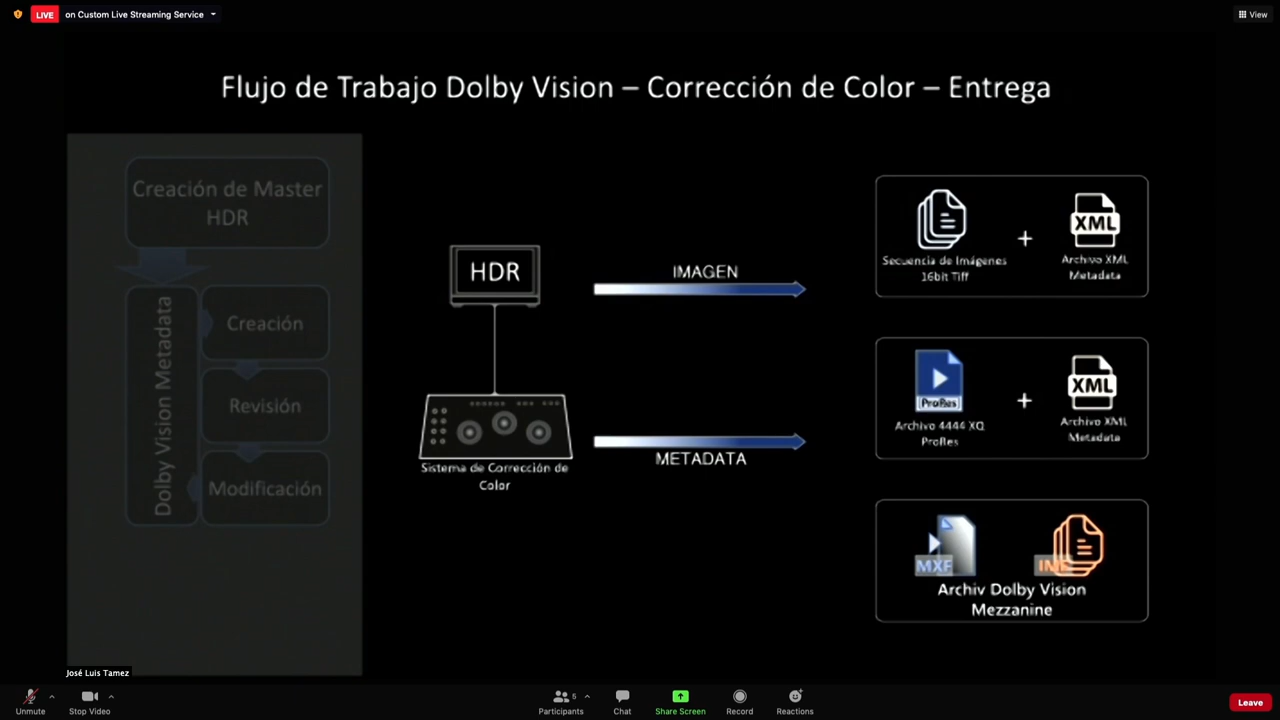 LIVE on Custom Live Streaming Service
View
Flujo de Trabajo Dolby Vision – Corrección de Color – Entrega
Creación de Master
HDR
Dolby Vision Metadata
Creación
Revisión
Modificación
HDR
Sistema de Corrección de
Color
IMAGEN
METADATA
XML
+
Secuencia de Imágenes
16bit Tiff
Archivo XML
Metadata
ProRes
XML
+
Archivo 4444 XQ
ProRes
Archivo XML
Metadata
MXF
IMF
Archiv Dolby Vision
Mezzanine
José Luis Tamez
Unmute
Stop Video
Participants
5
Chat
Share Screen
Record
Reactions
Leave